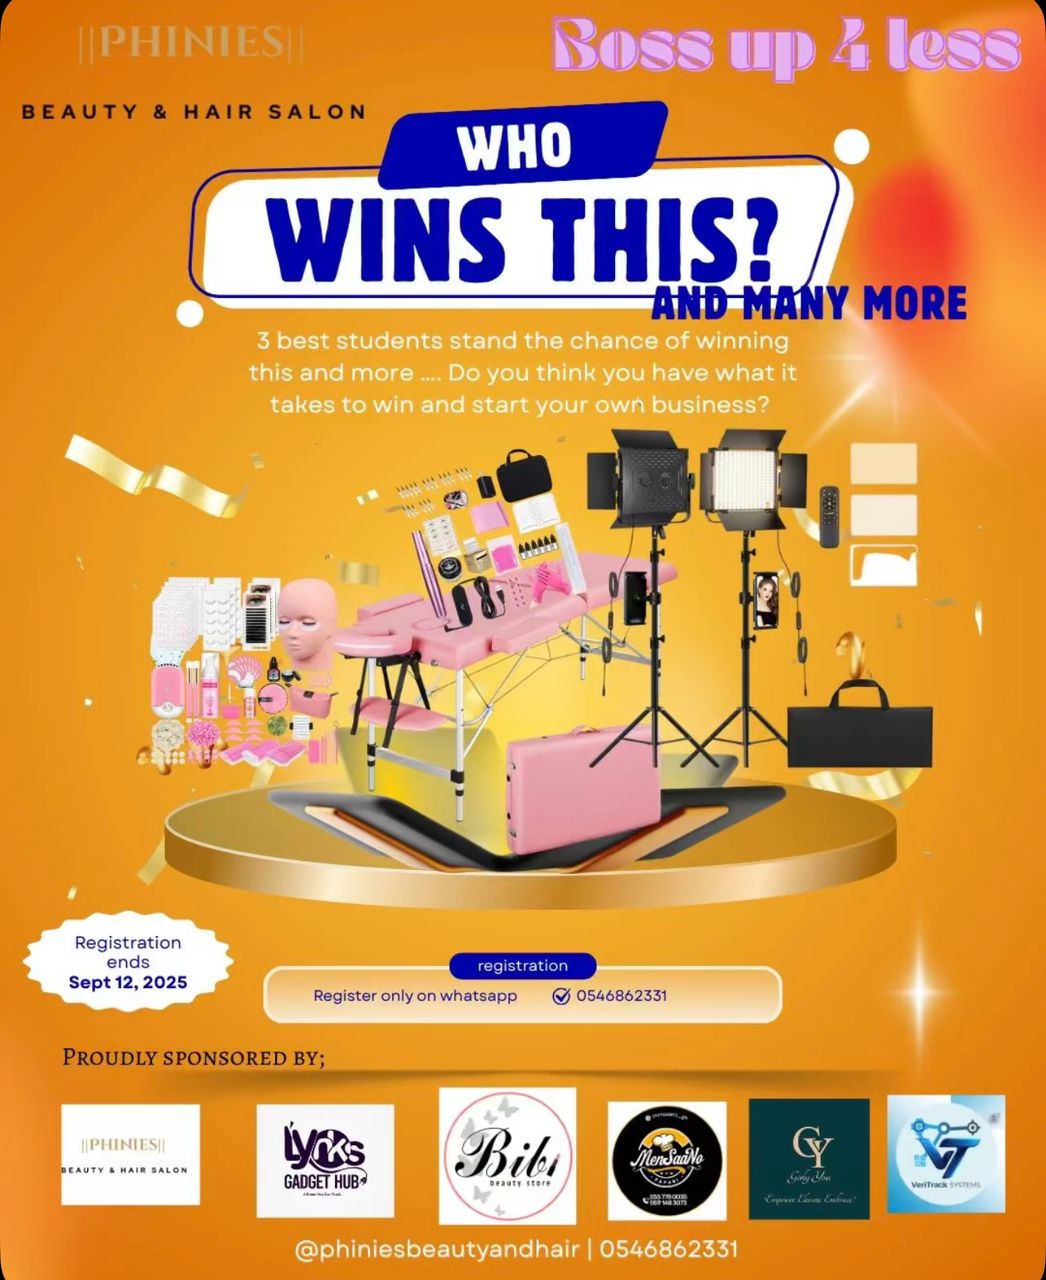 ||PHINIES||
BEAUTY & HAIR SALON
Boss up 4 less
WHO
WINS THIS?
AND MANY MORE
3 best students stand the chance of winning
this and more .... Do you think you have what it
takes to win and start your own business?
Registration
ends
Sept 12, 2025
registration
Register only on whatsapp 0546862331
PROUDLY SPONSORED BY;
||PHINIES||
BEAUTY & HAIR SALON
Lynks
GADGET HUB
Bibi
beauty store
MenSaaNo
PAPABI
GY
Girly You
"Empower, Elevate, Embrace"
VT
VeriTrack SYSTEMS
@phiniesbeautyandhair | 0546862331